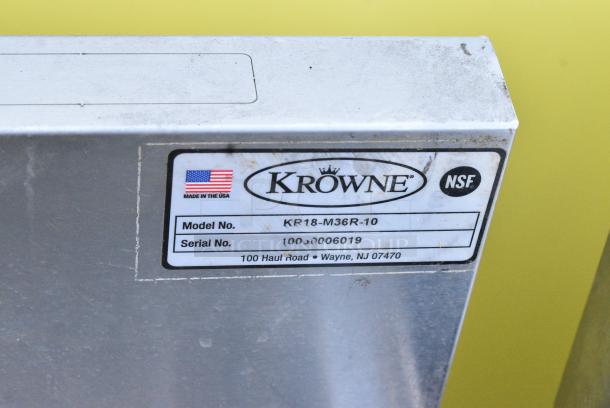 MADE IN THE USA
KROWNE®
NSF.
Model No. KR18-M36R-10
Serial No. 10030006019
100 Haul Road • Wayne, NJ 07470